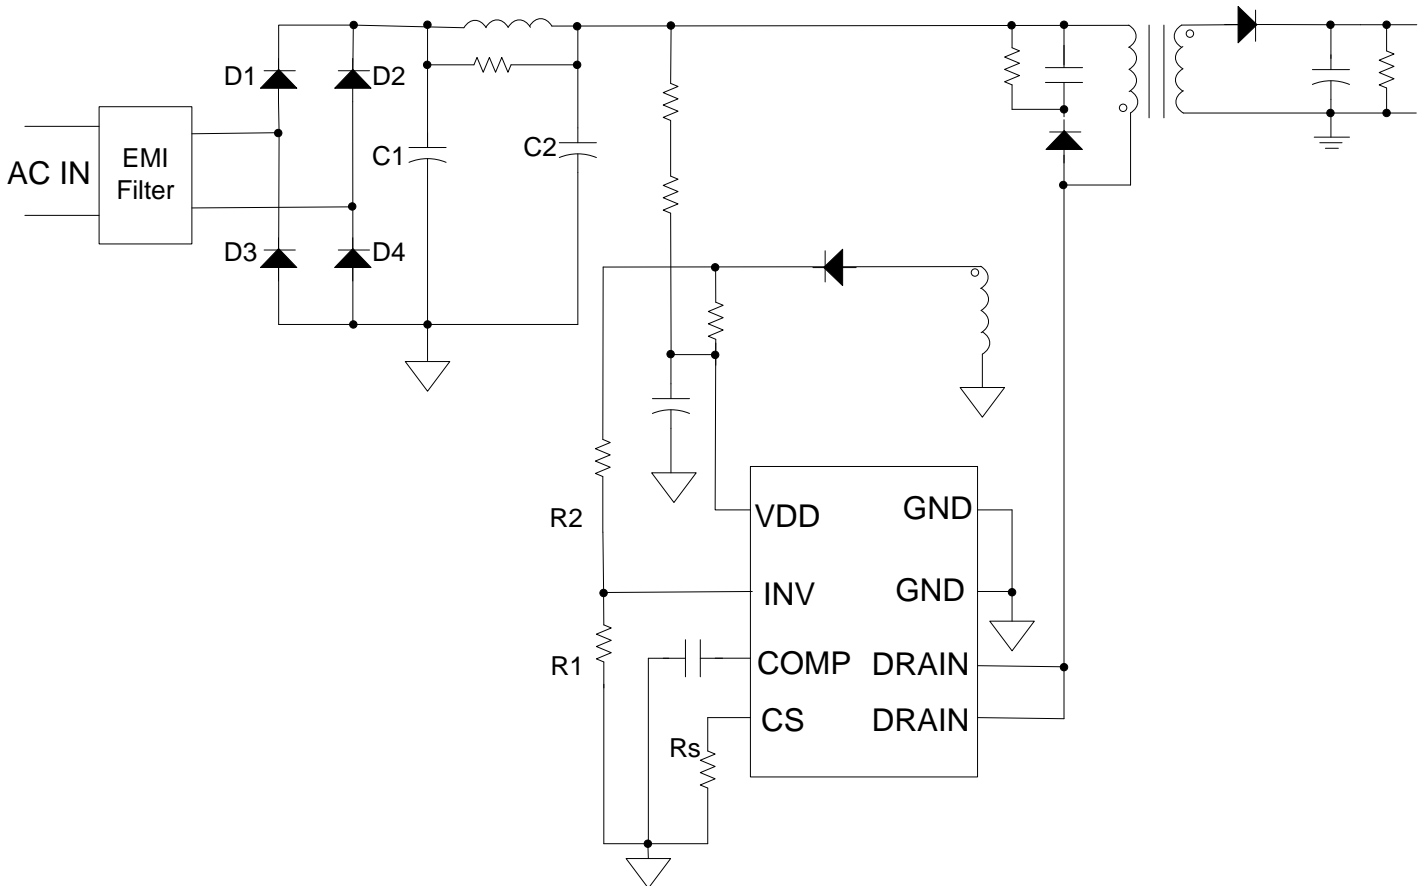 D1
D2
AC IN
EMI
Filter
C1
C2
D3
D4
R2
VDD
GND
INV
GND
R1
COMP
DRAIN
CS
DRAIN
Rs